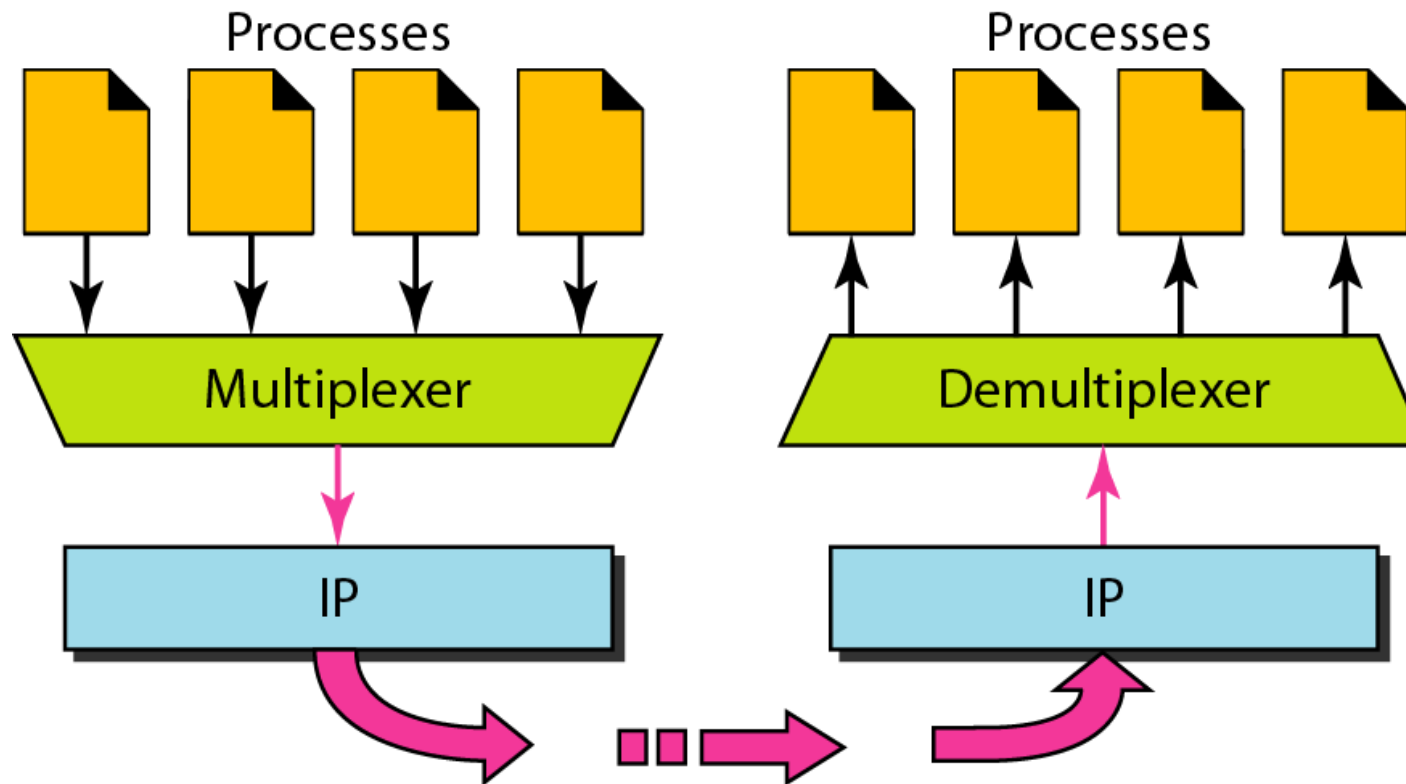 Processes
Processes
Multiplexer
Demultiplexer
IP
IP